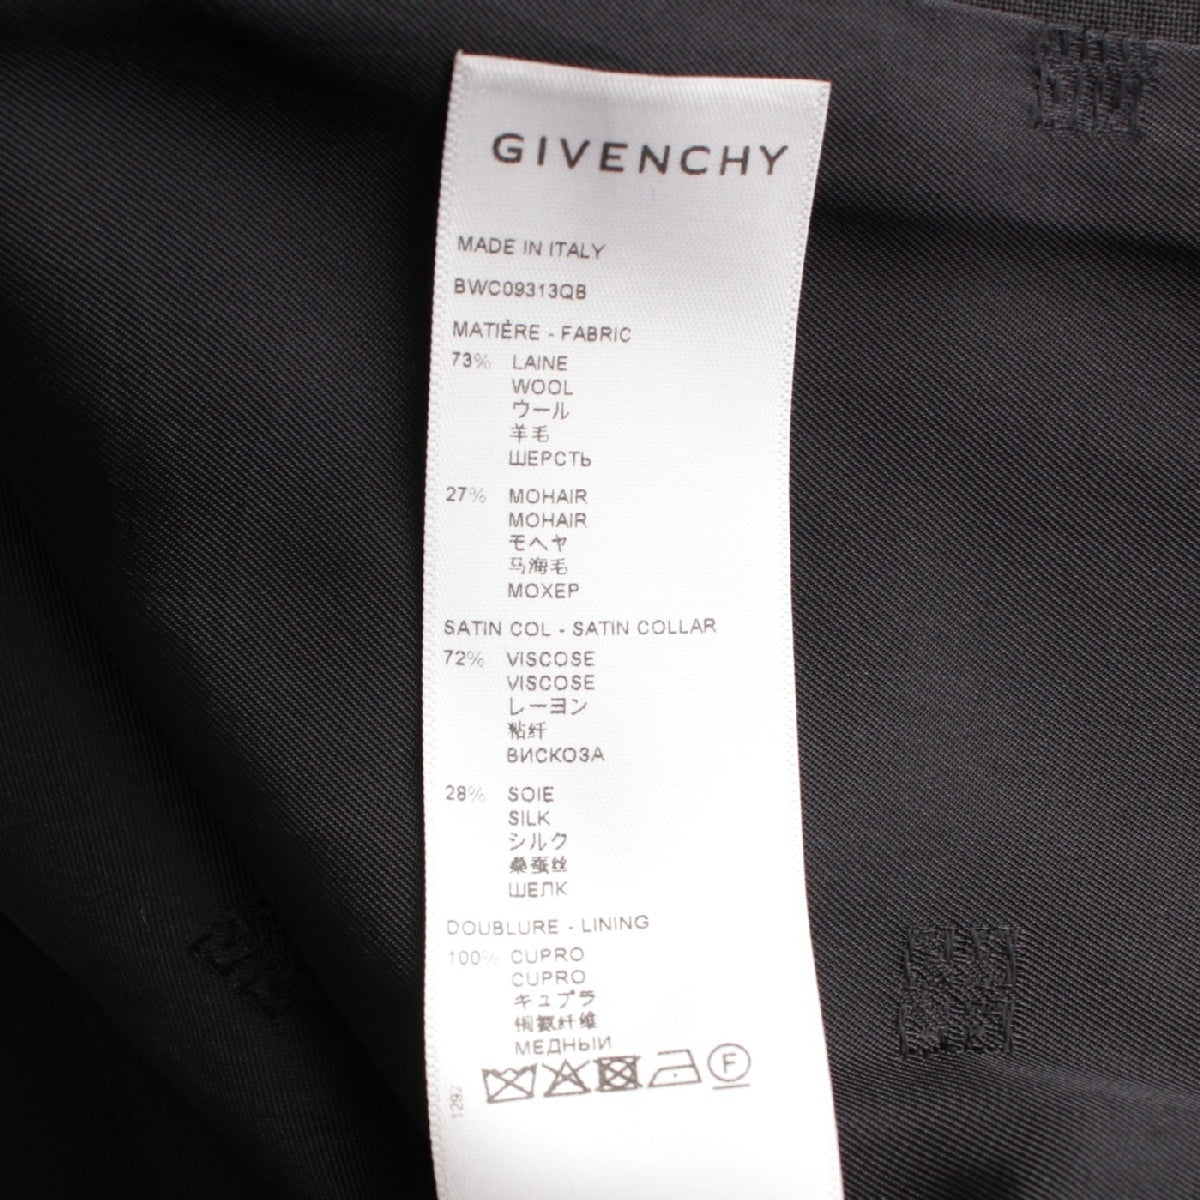 GIVENCHY
MADE IN ITALY
BWC09313QB
MATIÈRE - FABRIC
73% LAINE
WOOL
ウール
羊毛
ШЕРСТЬ
27% MOHAIR
MOHAIR
モヘヤ
马海毛
МОХЕР
SATIN COL - SATIN COLLAR
72% VISCOSE
VISCOSE
レーヨン
粘纤
ВИСКОЗА
28% SOIE
SILK
シルク
桑蚕丝
ШЕЛК
DOUBLURE - LINING
100% CUPRO
CUPRO
キュプラ
铜氨纤维
МЕДНЫЙ
F
1292